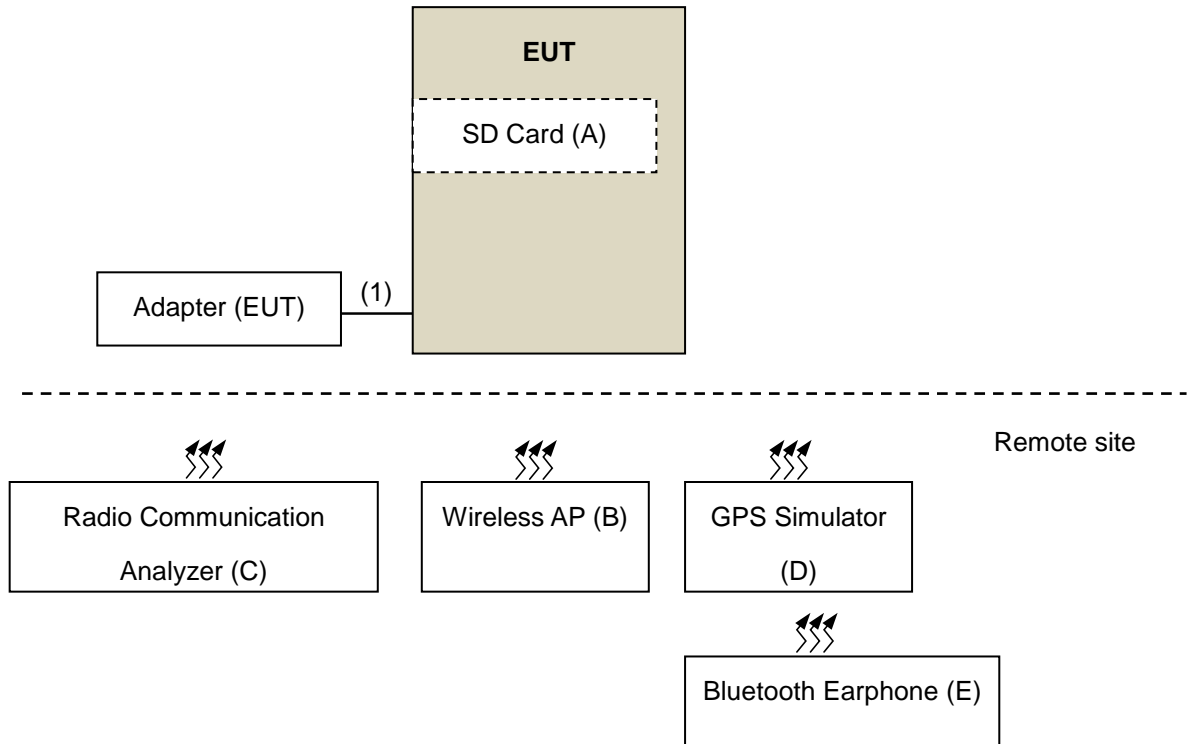 EUT
SD Card (A)
Adapter (EUT)
(1)
Remote site
Radio Communication
Analyzer (C)
Wireless AP (B)
GPS Simulator
(D)
Bluetooth Earphone (E)